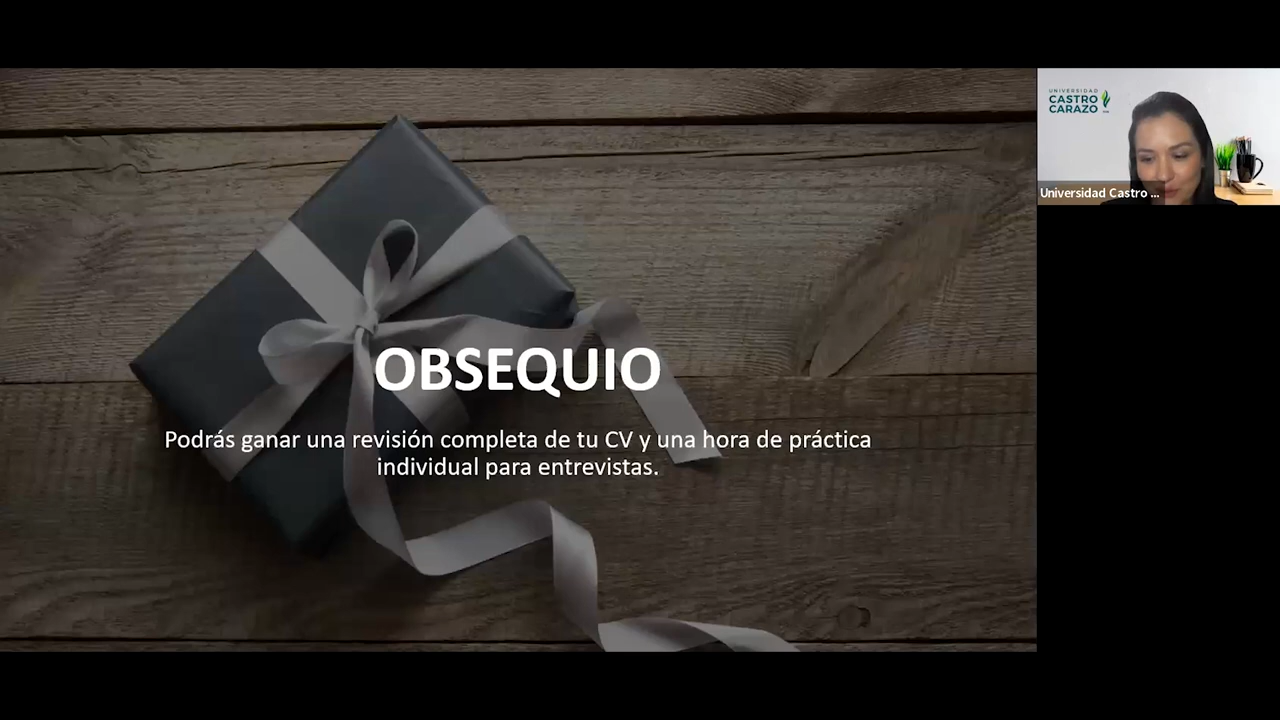 OBSEQUIO
Podrás ganar una revisión completa de tu CV y una hora de práctica
individual para entrevistas.
UNIVERSIDAD
CASTRO
CARAZO
Universidad Castro ...